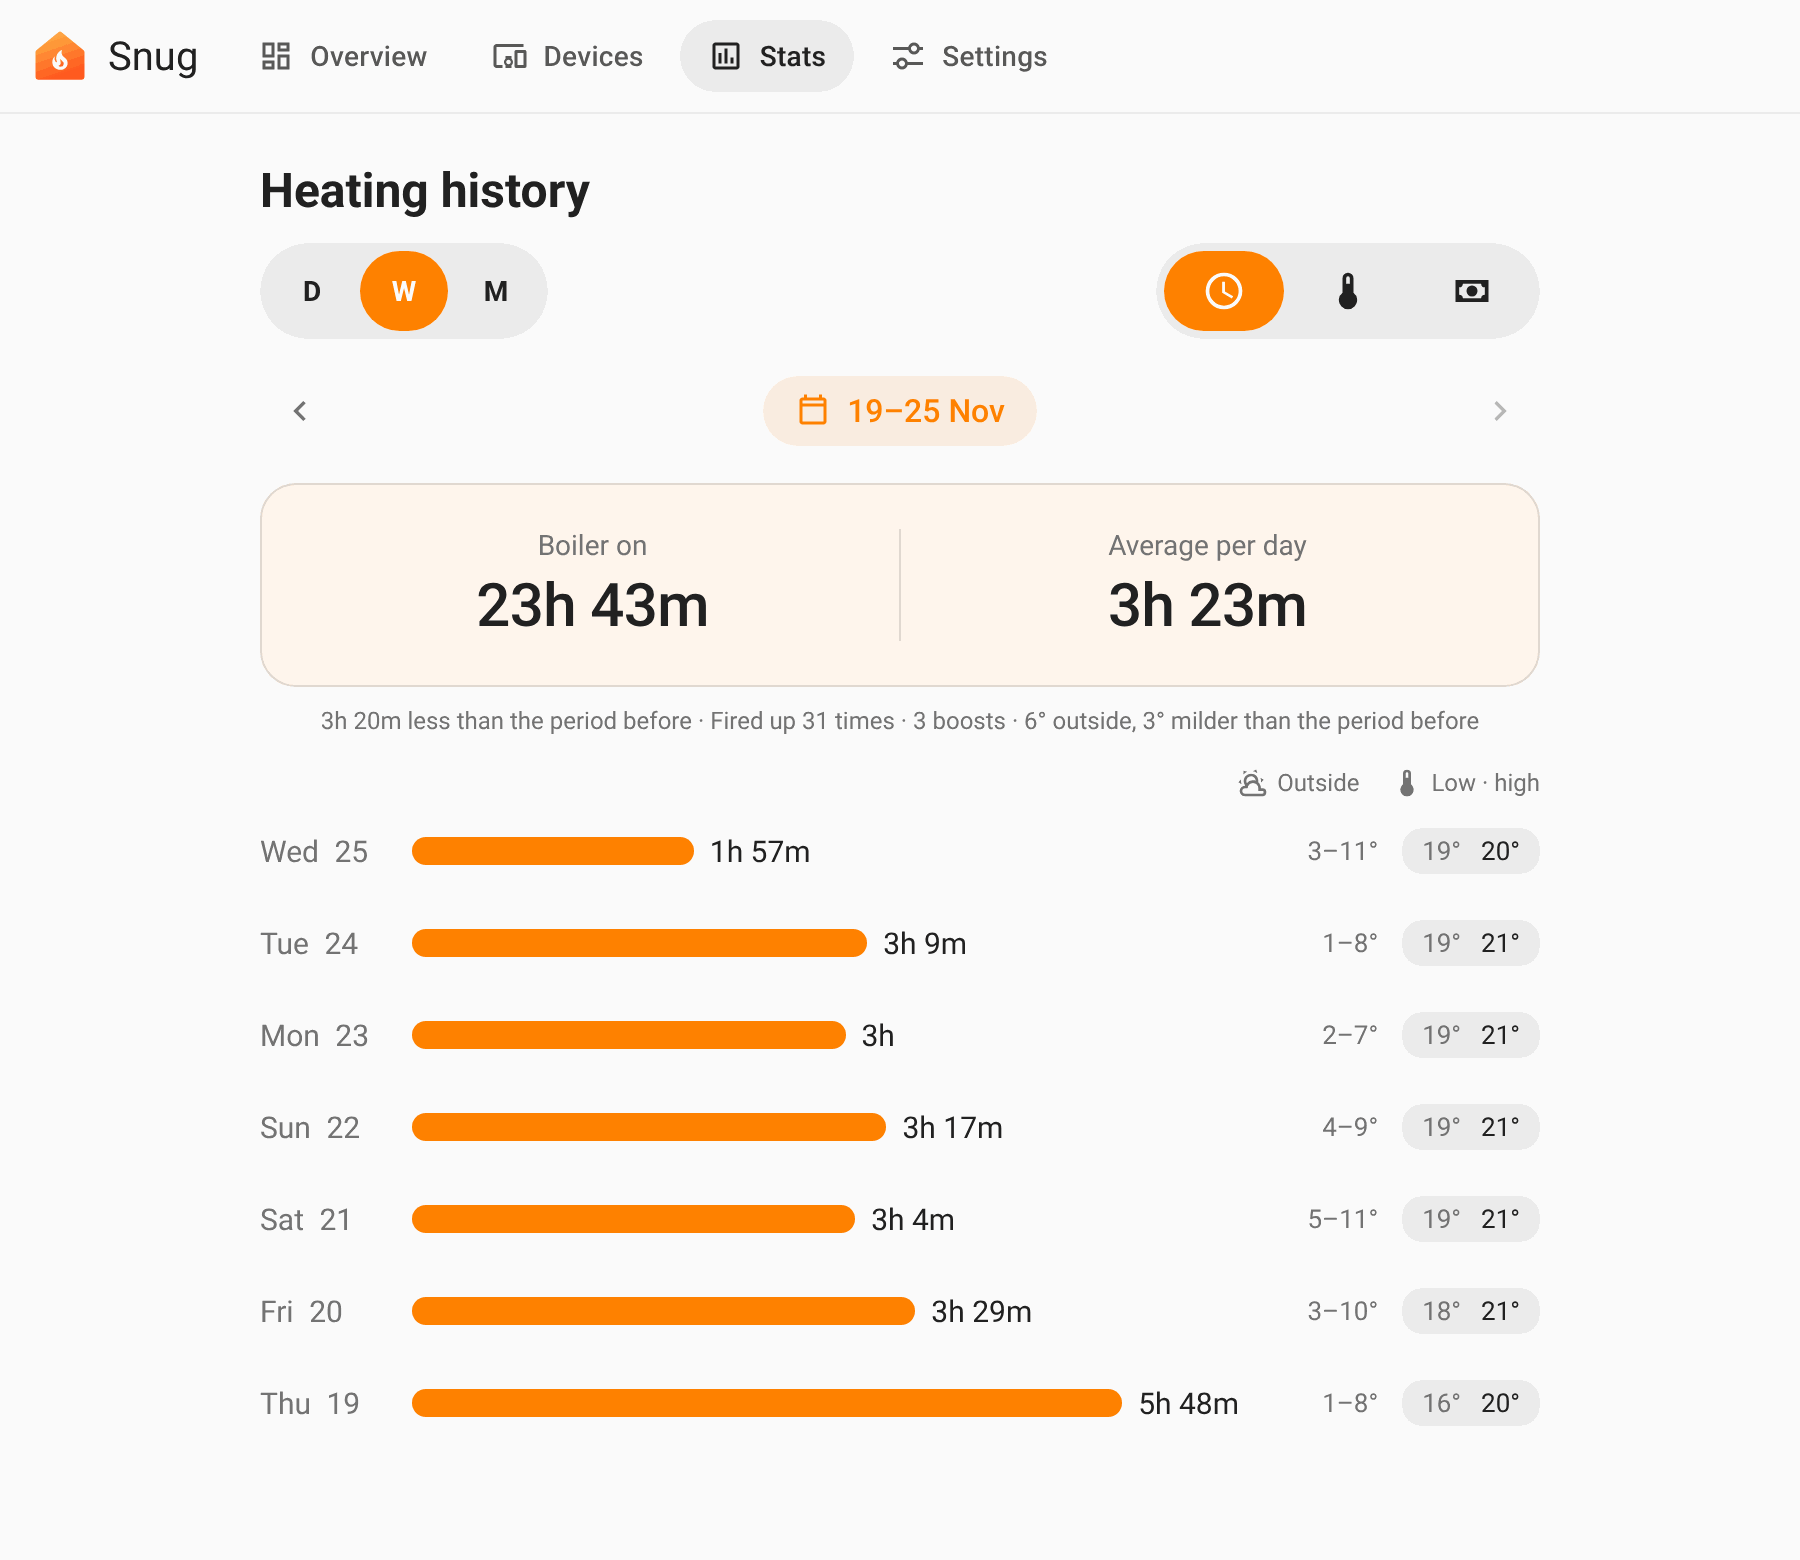 Snug Overview Devices Stats Settings
Heating history
D W M
19–25 Nov
Boiler on
23h 43m
Average per day
3h 23m
3h 20m less than the period before · Fired up 31 times · 3 boosts · 6° outside, 3° milder than the period before
Outside Low · high
Wed 25 1h 57m 3–11° 19° 20°
Tue 24 3h 9m 1–8° 19° 21°
Mon 23 3h 2–7° 19° 21°
Sun 22 3h 17m 4–9° 19° 21°
Sat 21 3h 4m 5–11° 19° 21°
Fri 20 3h 29m 3–10° 18° 21°
Thu 19 5h 48m 1–8° 16° 20°